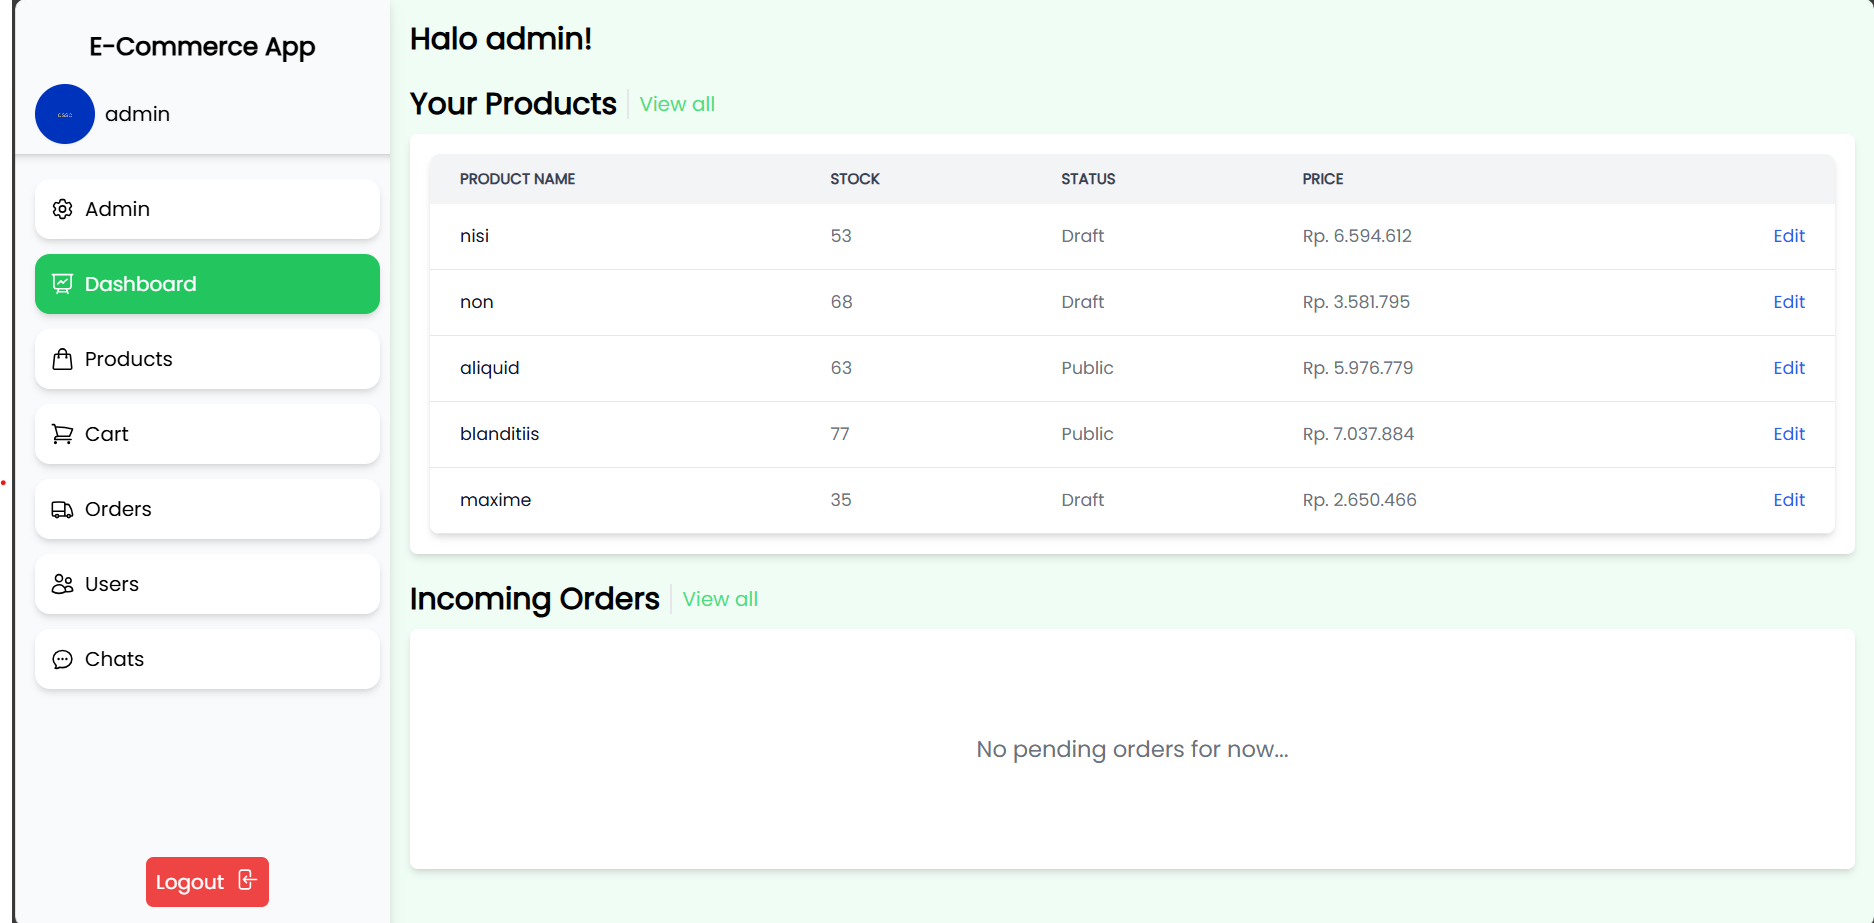 E-Commerce App
admin
Admin
Dashboard
Products
Cart
Orders
Users
Chats
Logout
Halo admin!
Your Products View all
PRODUCT NAME STOCK STATUS PRICE
nisi 53 Draft Rp. 6.594.612 Edit
non 68 Draft Rp. 3.581.795 Edit
aliquid 63 Public Rp. 5.976.779 Edit
blanditiis 77 Public Rp. 7.037.884 Edit
maxime 35 Draft Rp. 2.650.466 Edit
Incoming Orders View all
No pending orders for now...